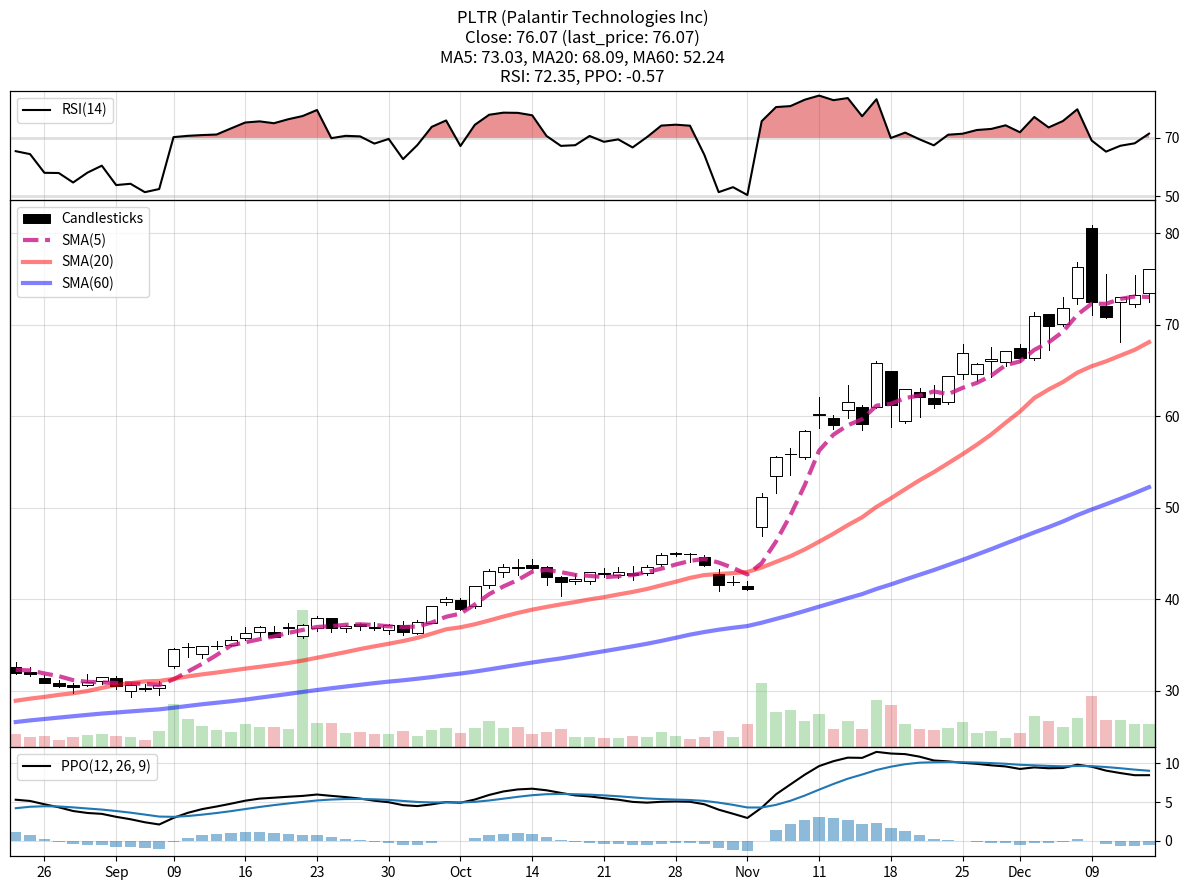 PLTR (Palantir Technologies Inc)
Close: 76.07 (last_price: 76.07)
MA5: 73.03, MA20: 68.09, MA60: 52.24
RSI: 72.35, PPO: -0.57
RSI(14)
70
50
Candlesticks
SMA(5)
SMA(20)
SMA(60)
80
70
60
50
40
30
PPO(12, 26, 9)
10
5
0
26 Sep 09 16 23 30 Oct 14 21 28 Nov 11 18 25 Dec 09